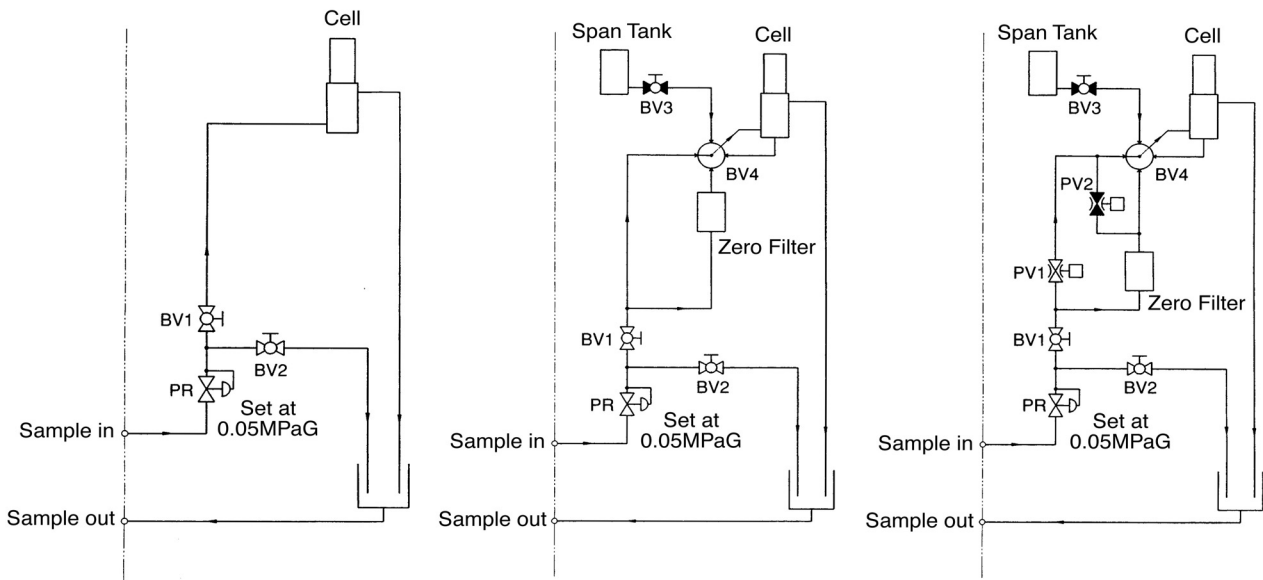 Cell
BV1
BV2
PR
Set at
0.05MPaG
Sample in
Sample out
Span Tank
Cell
BV3
BV4
Zero Filter
BV1
BV2
PR
Set at
0.05MPaG
Sample in
Sample out
Span Tank
Cell
BV3
BV4
PV2
PV1
Zero Filter
BV1
BV2
PR
Set at
0.05MPaG
Sample in
Sample out